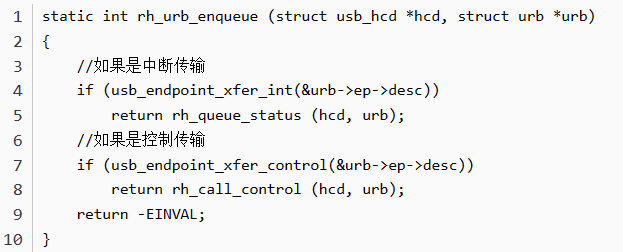 1 static int rh_urb_enqueue (struct usb_hcd *hcd, struct urb *urb)
2 {
3     //如果是中断传输
4     if (usb_endpoint_xfer_int(&urb->ep->desc))
5         return rh_queue_status (hcd, urb);
6     //如果是控制传输
7     if (usb_endpoint_xfer_control(&urb->ep->desc))
8         return rh_call_control (hcd, urb);
9     return -EINVAL;
10 }